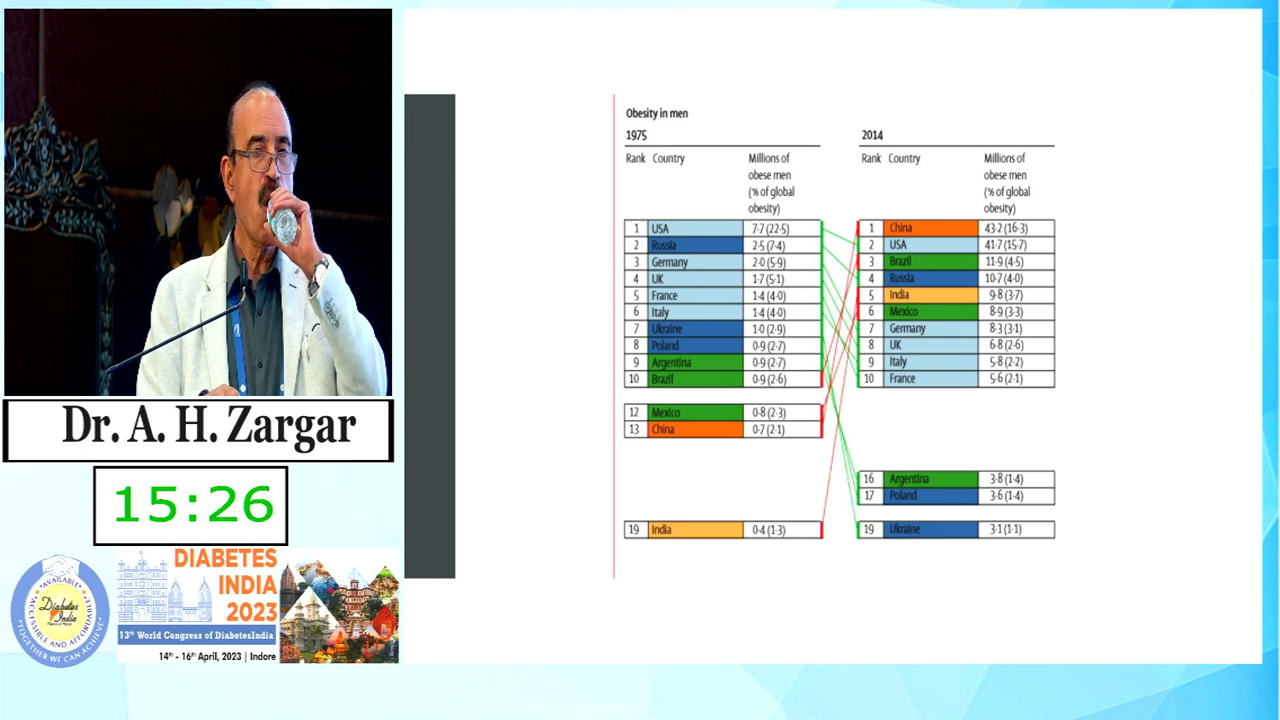 Obesity in men
1975
2014
Rank Country Millions of obese men (% of global obesity)
Rank Country Millions of obese men (% of global obesity)
1 USA 7·7 (22·5)
2 Russia 2·5 (7·4)
3 Germany 2·0 (5·9)
4 UK 1·7 (5·1)
5 France 1·4 (4·0)
6 Italy 1·4 (4·0)
7 Ukraine 1·0 (2·9)
8 Poland 0·9 (2·7)
9 Argentina 0·9 (2·7)
10 Brazil 0·9 (2·6)
12 Mexico 0·8 (2·3)
13 China 0·7 (2·1)
19 India 0·4 (1·3)
1 China 43·2 (16·3)
2 USA 41·7 (15·7)
3 Brazil 11·9 (4·5)
4 Russia 10·7 (4·0)
5 India 9·8 (3·7)
6 Mexico 8·9 (3·3)
7 Germany 8·3 (3·1)
8 UK 6·8 (2·6)
9 Italy 5·8 (2·2)
10 France 5·6 (2·1)
16 Argentina 3·8 (1·4)
17 Poland 3·6 (1·4)
19 Ukraine 3·1 (1·1)
Dr. A. H. Zargar
15:26
AVAILABLE
ACCESSIBLE AND AFFORDABLE
Diabetes
India
TOGETHER WE CAN ACHIEVE
DIABETES
INDIA
2023
13th World Congress of DiabetesIndia
14th - 16th April, 2023 | Indore